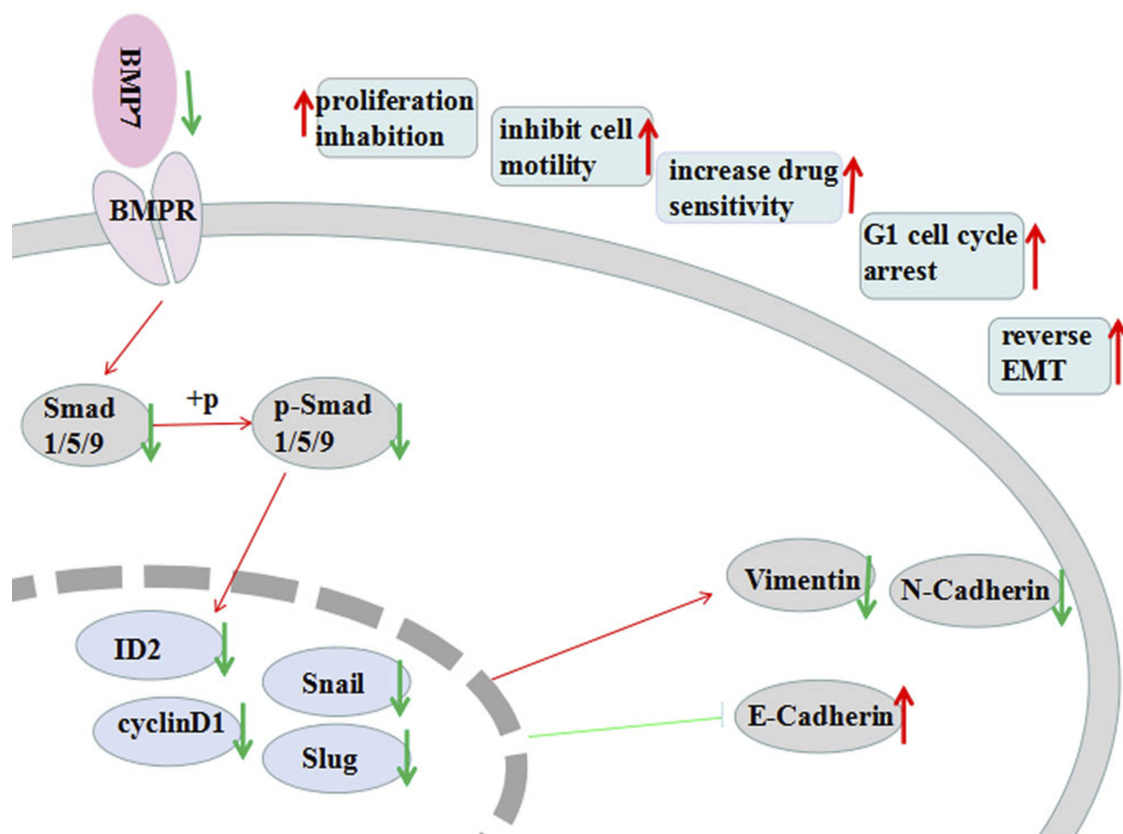 BMP7
BMPR
proliferation
inhabition
inhibit cell
motility
increase drug
sensitivity
G1 cell cycle
arrest
reverse
EMT
Smad
1/5/9
+p
p-Smad
1/5/9
Vimentin
N-Cadherin
ID2
Snail
cyclinD1
Slug
E-Cadherin